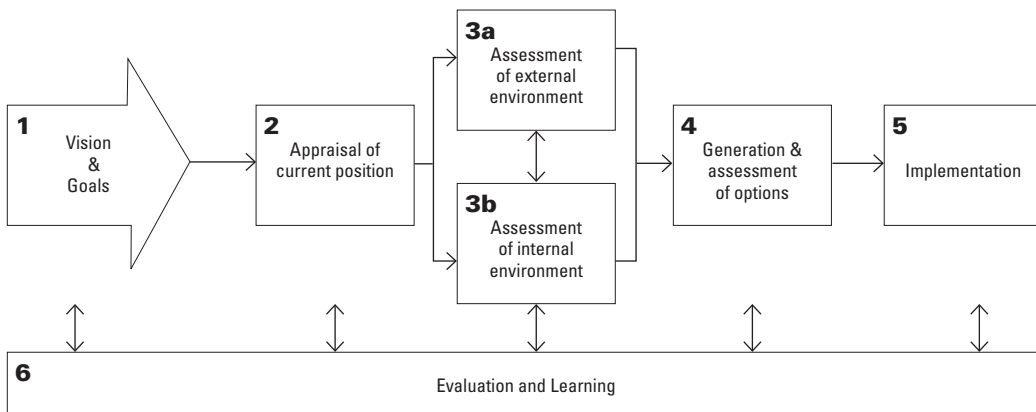 1
Vision
&
Goals
2
Appraisal of
current position
3a
Assessment
of external
environment
3b
Assessment
of internal
environment
4
Generation &
assessment
of options
5
Implementation
6
Evaluation and Learning